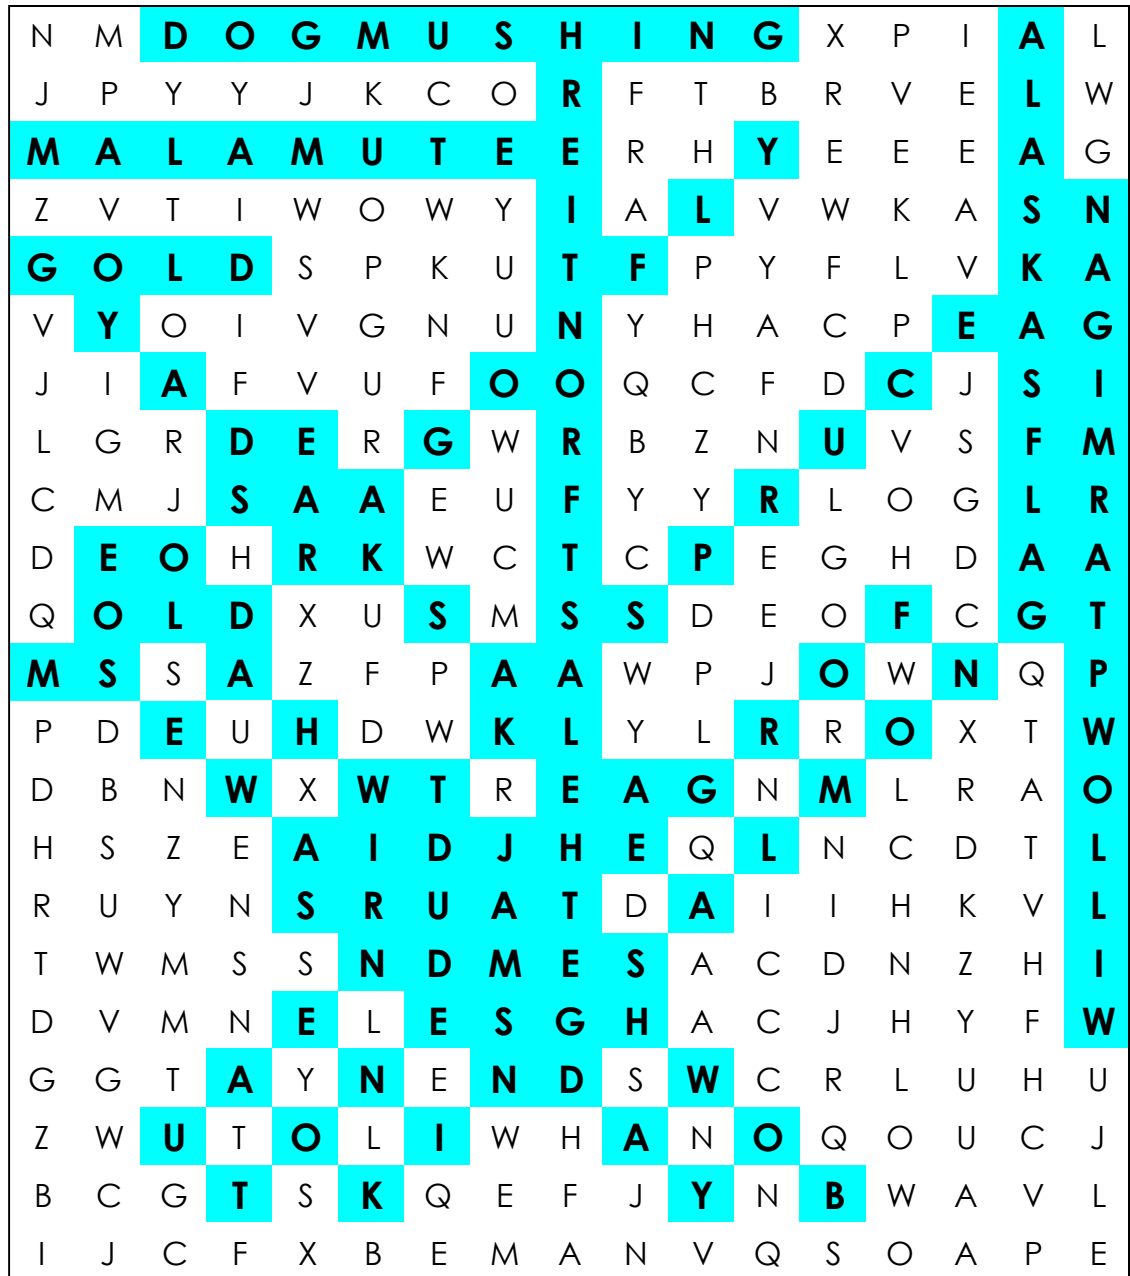 N M D O G M U S H I N G X P I A L
J P Y Y J K C O R F T B R V E L W
M A L A M U T E E R H Y E E E A G
Z V T I W O W Y I A L V W K A S N
G O L D S P K U T F P Y F L V K A
V Y O I V G N U N Y H A C P E A G
J I A F V U F O O Q C F D C J S I
L G R D E R G W R B Z N U V S F M
C M J S A A E U F Y Y R L O G L R
D E O H R K W C T C P E G H D A A
Q O L D X U S M S S D E O F C G T
M S S A Z F P A A W P J O W N Q P
P D E U H D W K L Y L R R O X T W
D B N W X W T R E A G N M L R A O
H S Z E A I D J H E Q L N C D T L
R U Y N S R U A T D A I I H K V L
T W M S S N D M E S A C D N Z H I
D V M N E L E S G H A C J H Y F W
G G T A Y N E N D S W C R L U H U
Z W U T O L I W H A N O Q O U C J
B C G T S K Q E F J Y N B W A V L
I J C F X B E M A N V Q S O A P E